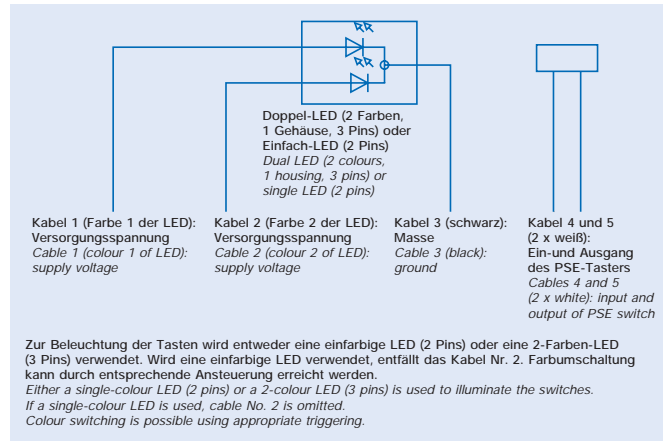 Doppel-LED (2 Farben,
1 Gehäuse, 3 Pins) oder
Einfach-LED (2 Pins)
Dual LED (2 colours,
1 housing, 3 pins) or
single LED (2 pins)
Kabel 1 (Farbe 1 der LED):
Versorgungsspannung
Cable 1 (colour 1 of LED):
supply voltage
Kabel 2 (Farbe 2 der LED):
Versorgungsspannung
Cable 2 (colour 2 of LED):
supply voltage
Kabel 3 (schwarz):
Masse
Cable 3 (black):
ground
Kabel 4 und 5
(2 x weiß):
Ein-und Ausgang
des PSE-Tasters
Cables 4 and 5
(2 x white): input and
output of PSE switch
Zur Beleuchtung der Tasten wird entweder eine einfarbige LED (2 Pins) oder eine 2-Farben-LED
(3 Pins) verwendet. Wird eine einfarbige LED verwendet, entfällt das Kabel Nr. 2. Farbumschaltung
kann durch entsprechende Ansteuerung erreicht werden.
Either a single-colour LED (2 pins) or a 2-colour LED (3 pins) is used to illuminate the switches.
If a single-colour LED is used, cable No. 2 is omitted.
Colour switching is possible using appropriate triggering.